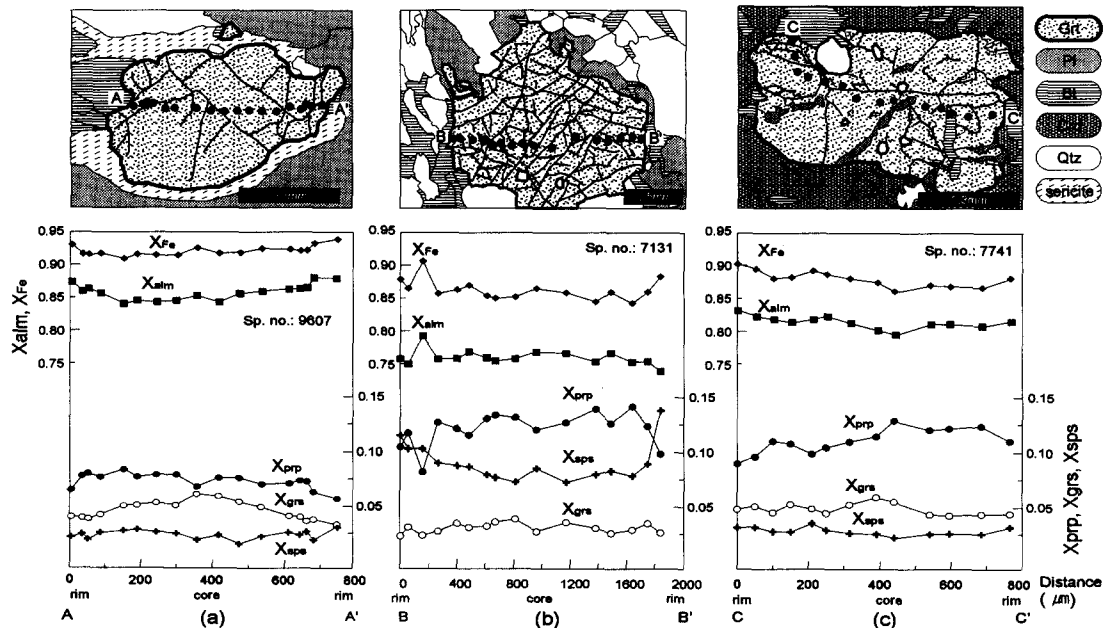 A
A'
B
B'
C
C'
Grt
Pl
Bt
Qtz
sericite
Xalm, XFe
0.95
0.90
0.85
0.80
0.75
XFe
Xalm
Sp. no.: 9607
Xprp
Xgrs
Xsps
0.15
0.10
0.05
0
200
400
600
800
rim
core
rim
A
(a)
A'
0.95
0.90
0.85
0.80
0.75
XFe
Sp. no.: 7131
Xalm
Xprp
Xsps
Xgrs
0.15
0.10
0.05
0
400
800
1200
1600
2000
rim
core
rim
B
(b)
B'
0.95
0.90
0.85
0.80
0.75
XFe
Sp. no.: 7741
Xalm
Xprp
Xgrs
Xsps
0.15
0.10
0.05
Xprp, Xgrs, Xsps
0
200
400
600
800
Distance
rim
core
rim
( μm)
C
(c)
C'